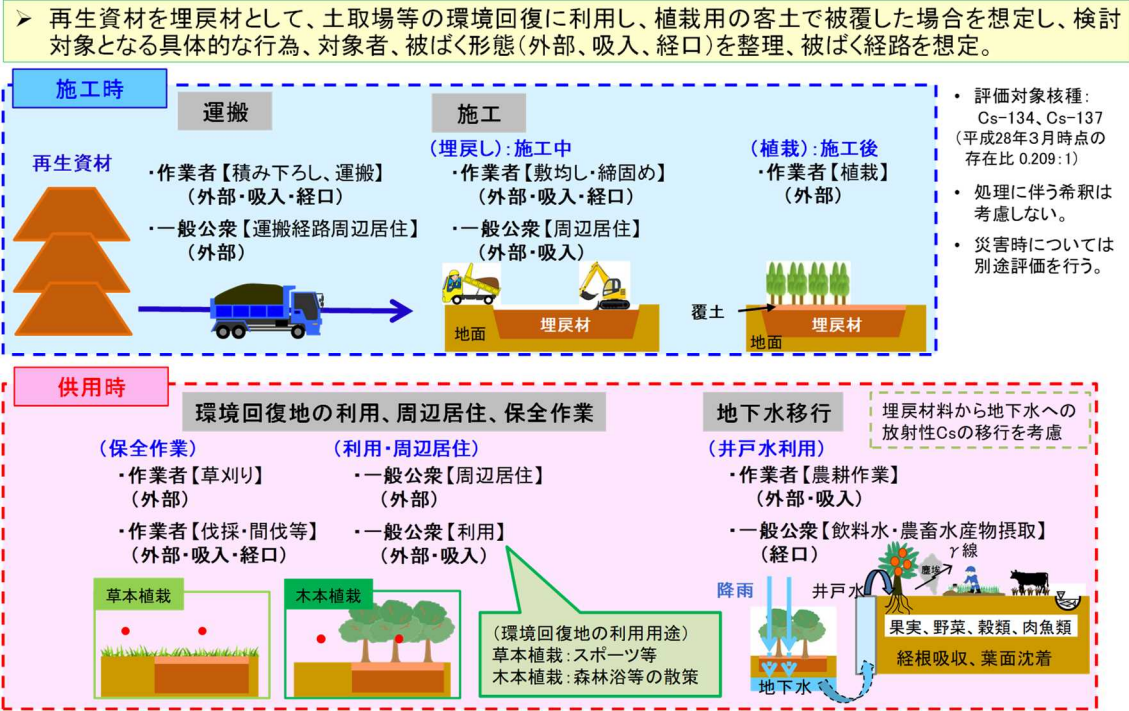 ➢ 再生資材を埋戻材として、土取場等の環境回復に利用し、植栽用の客土で被覆した場合を想定し、検討
対象となる具体的な行為、対象者、被ばく形態(外部、吸入、経口)を整理、被ばく経路を想定。
施工時
運搬
施工
再生資材
・作業者【積み下ろし、運搬】
(外部・吸入・経口)
・一般公衆【運搬経路周辺居住】
(外部)
(埋戻し):施工中
・作業者【敷均し・締固め】
(外部・吸入・経口)
・一般公衆【周辺居住】
(外部・吸入)
地面
埋戻材
(植栽):施工後
・作業者【植栽】
(外部)
覆土
埋戻材
地面
• 評価対象核種:
Cs-134、Cs-137
(平成28年3月時点の
存在比 0.209:1)
• 処理に伴う希釈は
考慮しない。
• 災害時については
別途評価を行う。
供用時
環境回復地の利用、周辺居住、保全作業
地下水移行
埋戻材料から地下水への
放射性Csの移行を考慮
(保全作業)
・作業者【草刈り】
(外部)
・作業者【伐採・間伐等】
(外部・吸入・経口)
(利用・周辺居住)
・一般公衆【周辺居住】
(外部)
・一般公衆【利用】
(外部・吸入)
(井戸水利用)
・作業者【農耕作業】
(外部・吸入)
・一般公衆【飲料水・農畜水産物摂取】
(経口)
草本植栽
木本植栽
(環境回復地の利用用途)
草本植栽:スポーツ等
木本植栽:森林浴等の散策
降雨
井戸水
塵埃
γ線
果実、野菜、穀類、肉魚類
経根吸収、葉面沈着
地下水